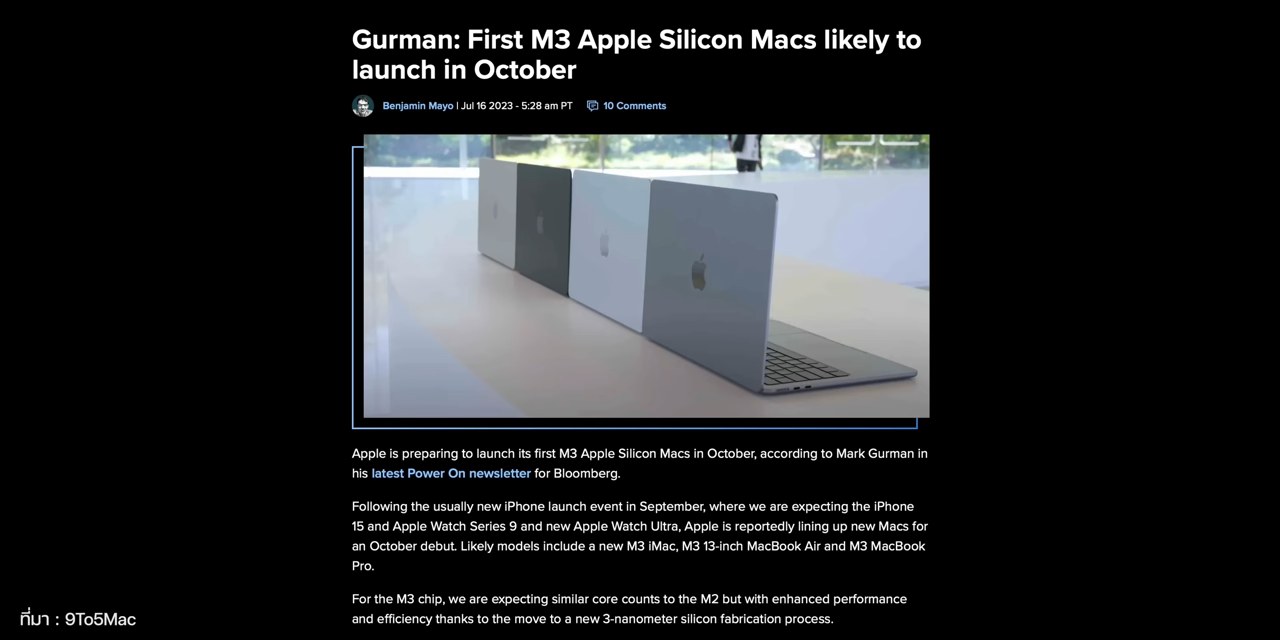 Gurman: First M3 Apple Silicon Macs likely to
launch in October
Benjamin Mayo | Jul 16 2023 - 5:28 am PT 10 Comments
Apple is preparing to launch its first M3 Apple Silicon Macs in October, according to Mark Gurman in
his latest Power On newsletter for Bloomberg.
Following the usually new iPhone launch event in September, where we are expecting the iPhone
15 and Apple Watch Series 9 and new Apple Watch Ultra, Apple is reportedly lining up new Macs for
an October debut. Likely models include a new M3 iMac, M3 13-inch MacBook Air and M3 MacBook
Pro.
For the M3 chip, we are expecting similar core counts to the M2 but with enhanced performance
and efficiency thanks to the move to a new 3-nanometer silicon fabrication process.
ที่มา : 9To5Mac